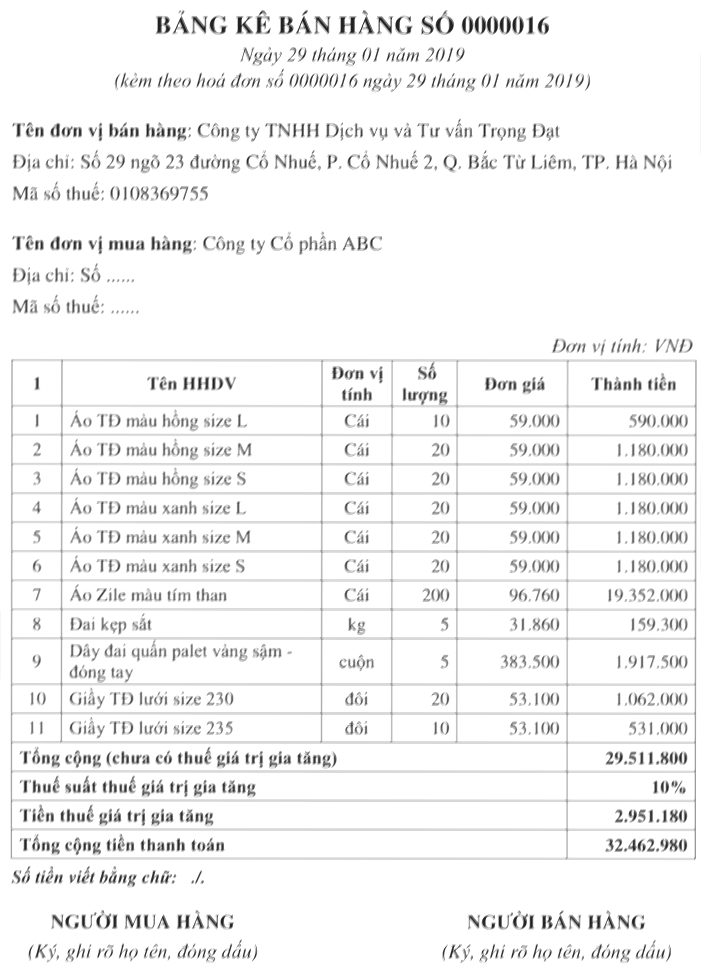 BẢNG KÊ BÁN HÀNG SỐ 0000016
Ngày 29 tháng 01 năm 2019
(kèm theo hoá đơn số 0000016 ngày 29 tháng 01 năm 2019)
Tên đơn vị bán hàng: Công ty TNHH Dịch vụ và Tư vấn Trọng Đạt
Địa chỉ: Số 29 ngõ 23 đường Cổ Nhuế, P. Cổ Nhuế 2, Q. Bắc Từ Liêm, TP. Hà Nội
Mã số thuế: 0108369755
Tên đơn vị mua hàng: Công ty Cổ phần ABC
Địa chỉ: Số ......
Mã số thuế: ......
Đơn vị tính: VNĐ
1 Tên HHDV Đơn vị tính Số lượng Đơn giá Thành tiền
1 Áo TĐ màu hồng size L Cái 10 59.000 590.000
2 Áo TĐ màu hồng size M Cái 20 59.000 1.180.000
3 Áo TĐ màu hồng size S Cái 20 59.000 1.180.000
4 Áo TĐ màu xanh size L Cái 20 59.000 1.180.000
5 Áo TĐ màu xanh size M Cái 20 59.000 1.180.000
6 Áo TĐ màu xanh size S Cái 20 59.000 1.180.000
7 Áo Zile màu tím than Cái 200 96.760 19.352.000
8 Đai kẹp sắt kg 5 31.860 159.300
9 Dây đai quấn palet vàng sậm - đóng tay cuộn 5 383.500 1.917.500
10 Giầy TĐ lưới size 230 đôi 20 53.100 1.062.000
11 Giầy TĐ lưới size 235 đôi 10 53.100 531.000
Tổng cộng (chưa có thuế giá trị gia tăng) 29.511.800
Thuế suất thuế giá trị gia tăng 10%
Tiền thuế giá trị gia tăng 2.951.180
Tổng cộng tiền thanh toán 32.462.980
Số tiền viết bằng chữ: ./.
NGƯỜI MUA HÀNG NGƯỜI BÁN HÀNG
(Ký, ghi rõ họ tên, đóng dấu) (Ký, ghi rõ họ tên, đóng dấu)